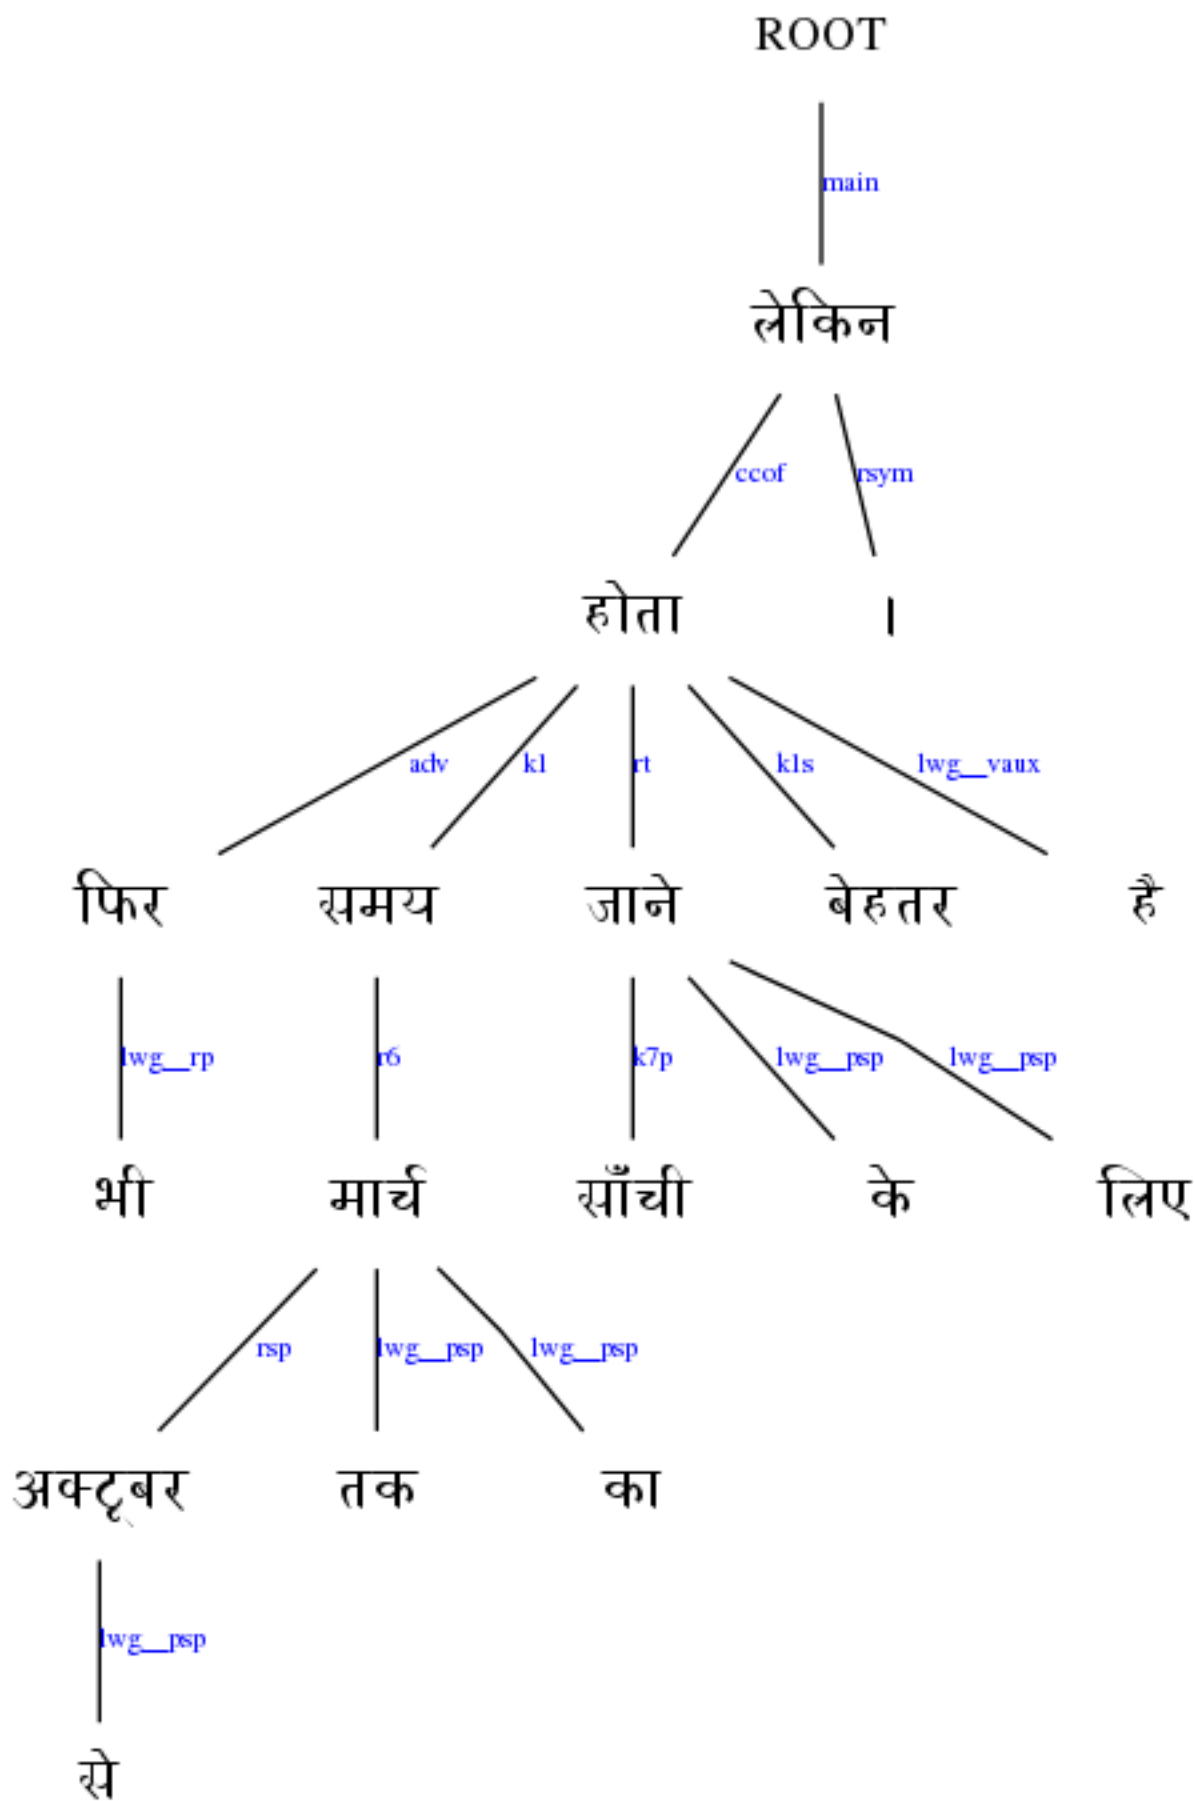 ROOT
main
लेकिन
ccof rsym
होता ।
adv k1 rt k1s lwg__vaux
फिर समय जाने बेहतर है
lwg__rp r6 k7p lwg__psp lwg__psp
भी मार्च साँची के लिए
rsp lwg__psp lwg__psp
अक्टूबर तक का
lwg__psp
से